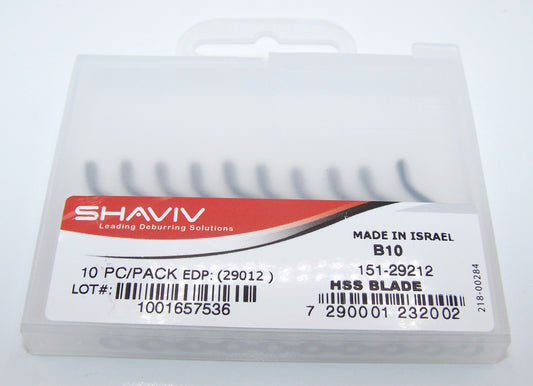 SHAVIV
Leading Deburring Solutions
MADE IN ISRAEL
B10
10 PC/PACK EDP: (29012 )
151-29212
LOT#:
HSS BLADE
1001657536
7 290001 232002
218-00284